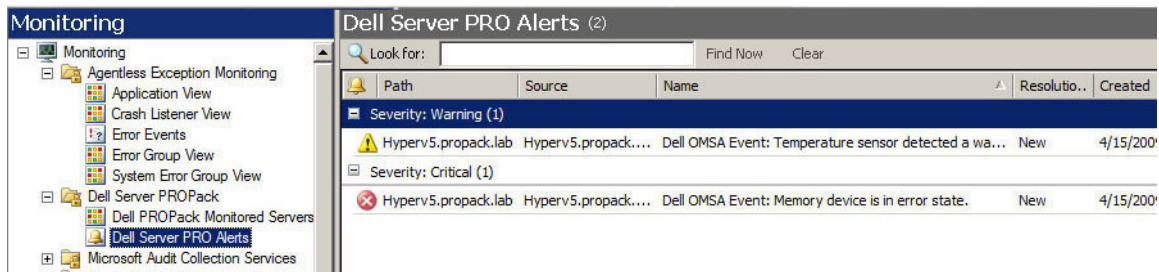 Monitoring
Monitoring
Agentless Exception Monitoring
Application View
Crash Listener View
Error Events
Error Group View
System Error Group View
Dell Server PROPack
Dell PROPack Monitored Servers
Dell Server PRO Alerts
Microsoft Audit Collection Services
Dell Server PRO Alerts (2)
Look for: Find Now Clear
Path Source Name Resolutio.. Created
Severity: Warning (1)
Hyperv5.propack.lab Hyperv5.propack.... Dell OMSA Event: Temperature sensor detected a wa... New 4/15/2009
Severity: Critical (1)
Hyperv5.propack.lab Hyperv5.propack.... Dell OMSA Event: Memory device is in error state. New 4/15/2009